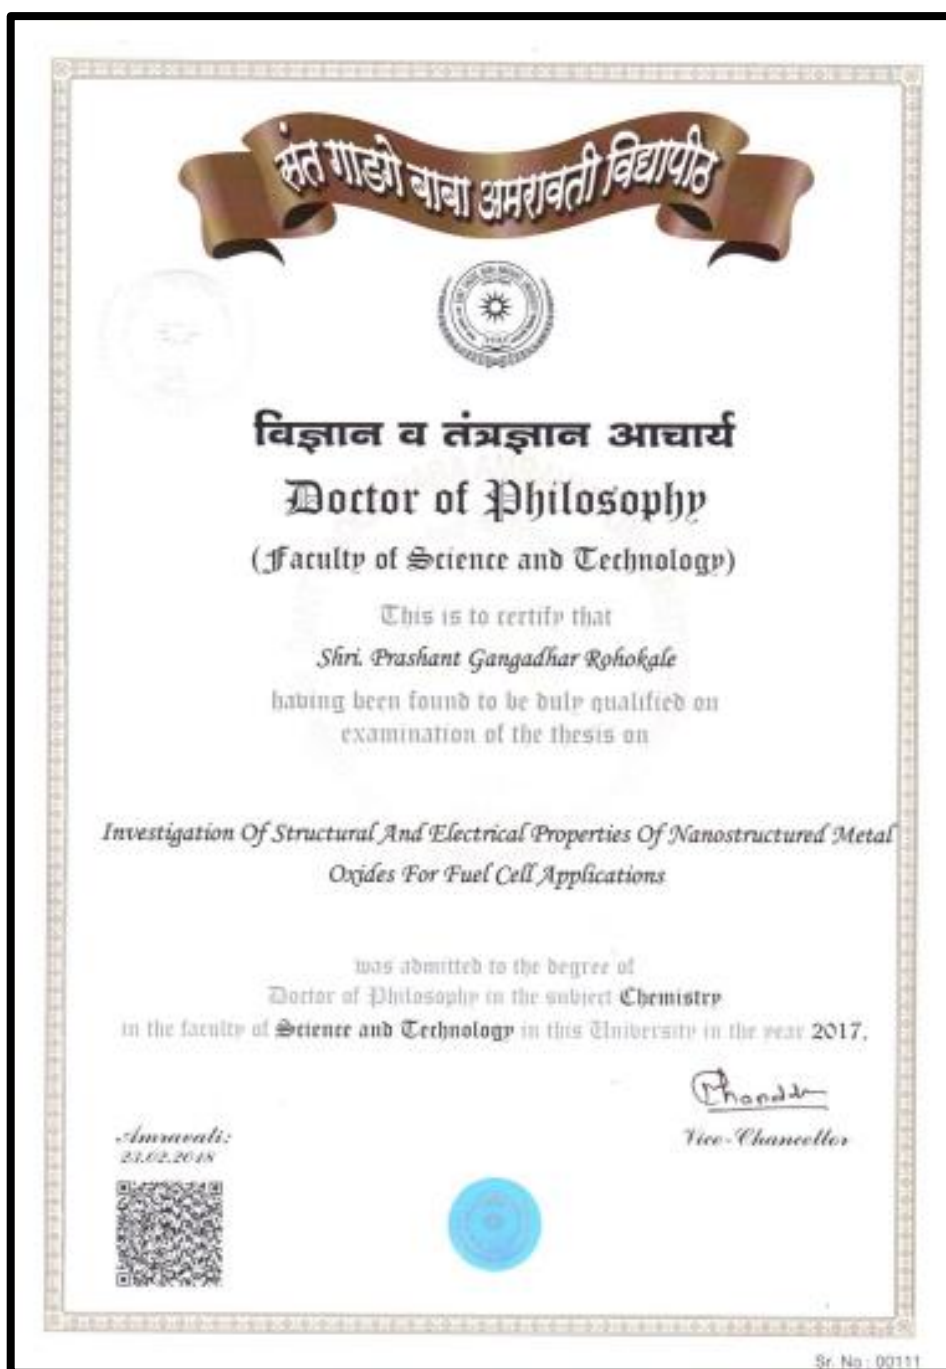 संत गाडगे बाबा अमरावती विद्यापीठ
विज्ञान व तंत्रज्ञान आचार्य
Doctor of Philosophy
(Faculty of Science and Technology)
This is to certify that
Shri. Prashant Gangadhar Rohokale
having been found to be duly qualified on
examination of the thesis on
Investigation Of Structural And Electrical Properties Of Nanostructured Metal
Oxides For Fuel Cell Applications
was admitted to the degree of
Doctor of Philosophy in the subject Chemistry
in the faculty of Science and Technology in this University in the year 2017.
Vice-Chancellor
Amravati:
23.02.2018
Sr. No : 00111